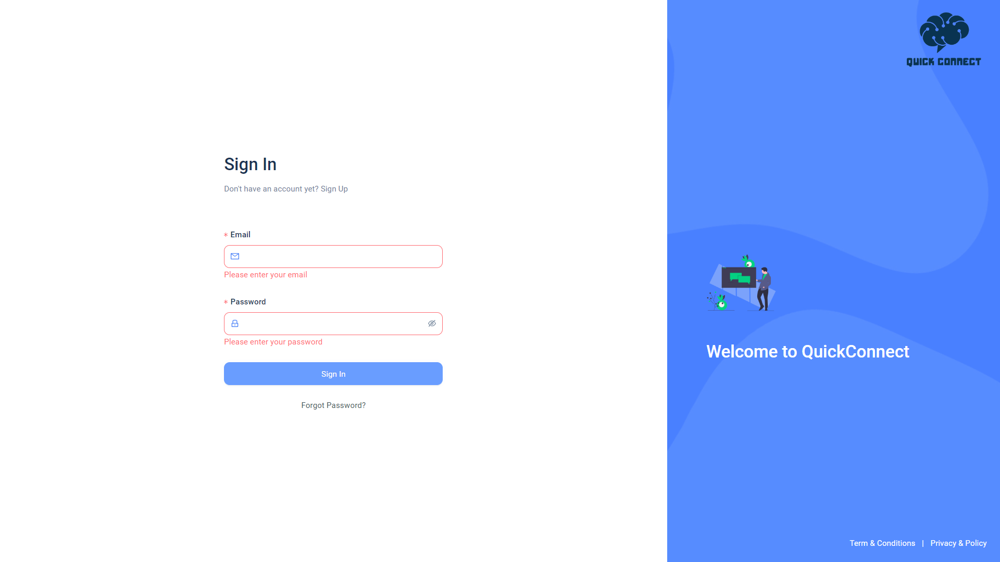 Sign In
Don't have an account yet? Sign Up
* Email
Please enter your email
* Password
Please enter your password
Sign In
Forgot Password?
QUICK CONNECT
Welcome to QuickConnect
Term & Conditions | Privacy & Policy